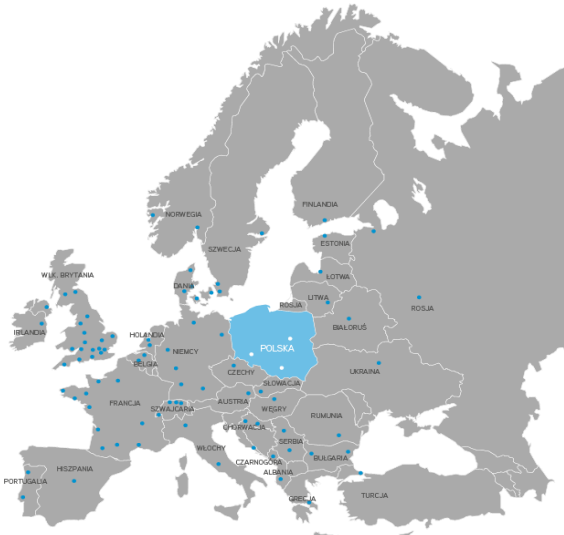 FINLANDIA
NORWEGIA
ESTONIA
SZWECJA
WLK. BRYTANIA
ŁOTWA
DANIA
LITWA
ROSJA
ROSJA
BIAŁORUŚ
IRLANDIA
HOLANDIA
POLSKA
NIEMCY
BELGIA
CZECHY
UKRAINA
SŁOWACJA
FRANCJA
AUSTRIA
SZWAJCARIA
WĘGRY
RUMUNIA
CHORWACJA
SERBIA
WŁOCHY
BUŁGARIA
CZARNOGÓRA
HISZPANIA
ALBANIA
PORTUGALIA
TURCJA
GRECJA